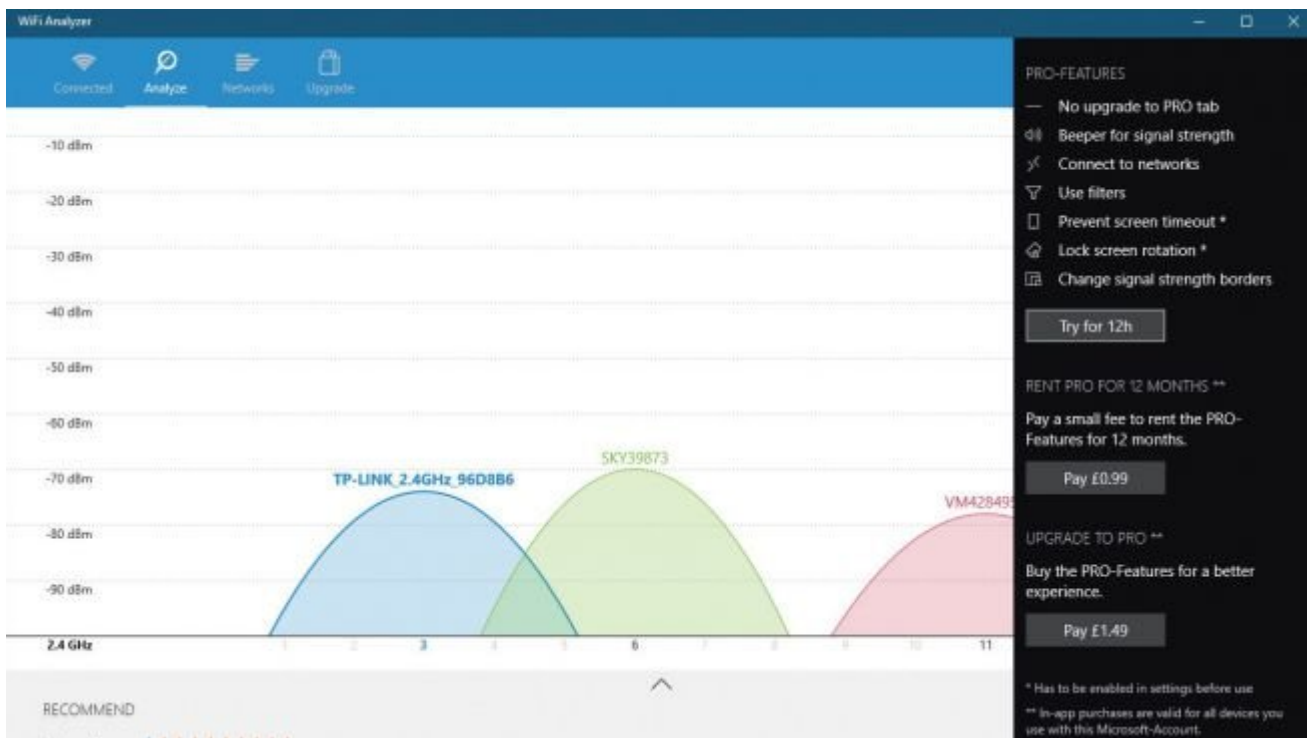 WiFi Analyzer
Connected
Analyze
Networks
Upgrade
-10 dBm
-20 dBm
-30 dBm
-40 dBm
-50 dBm
-60 dBm
-70 dBm
-80 dBm
-90 dBm
TP-LINK_2.4GHz_96D8B6
SKY39873
VM428495
2.4 GHz
1 2 3 4 5 6 7 8 9 10 11
RECOMMEND
PRO-FEATURES
No upgrade to PRO tab
Beeper for signal strength
Connect to networks
Use filters
Prevent screen timeout *
Lock screen rotation *
Change signal strength borders
Try for 12h
RENT PRO FOR 12 MONTHS **
Pay a small fee to rent the PRO-
Features for 12 months.
Pay £0.99
UPGRADE TO PRO **
Buy the PRO-Features for a better
experience.
Pay £1.49
* Has to be enabled in settings before use
** In-app purchases are valid for all devices you
use with this Microsoft-Account.